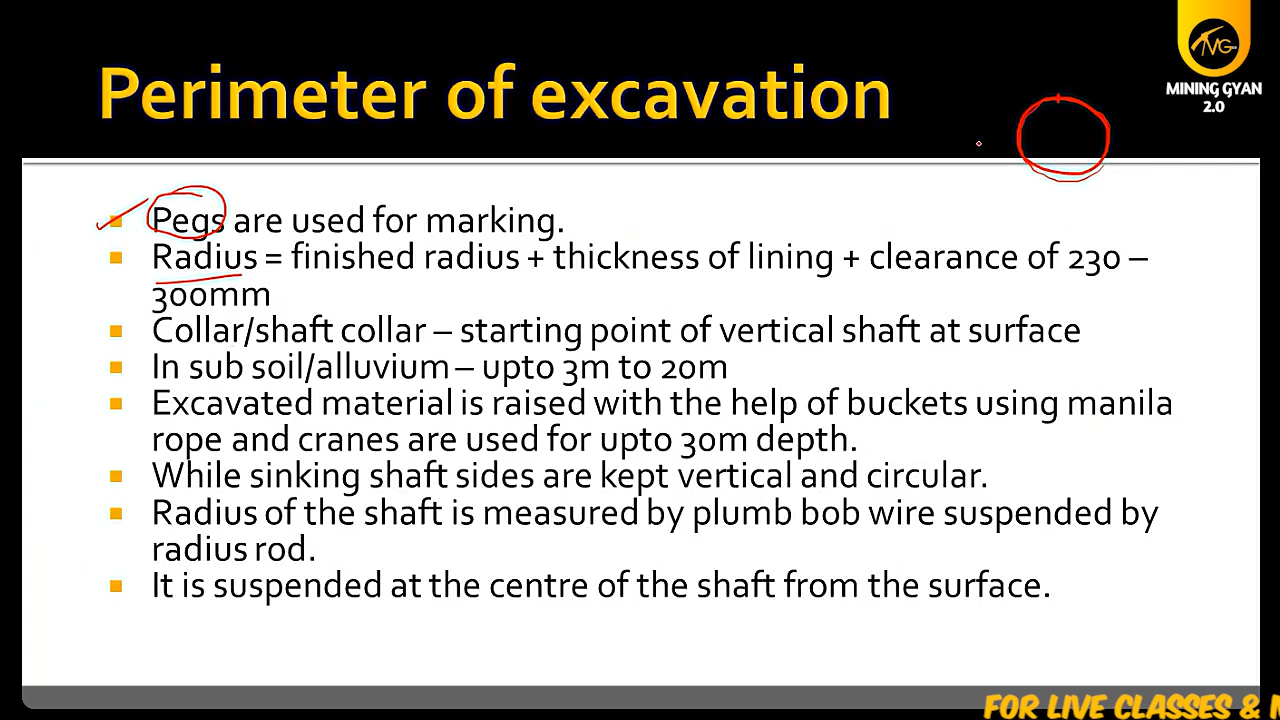 Perimeter of excavation
MINING GYAN
2.0
Pegs are used for marking.
Radius = finished radius + thickness of lining + clearance of 230 –
300mm
Collar/shaft collar – starting point of vertical shaft at surface
In sub soil/alluvium – upto 3m to 20m
Excavated material is raised with the help of buckets using manila
rope and cranes are used for upto 30m depth.
While sinking shaft sides are kept vertical and circular.
Radius of the shaft is measured by plumb bob wire suspended by
radius rod.
It is suspended at the centre of the shaft from the surface.
FOR LIVE CLASSES &